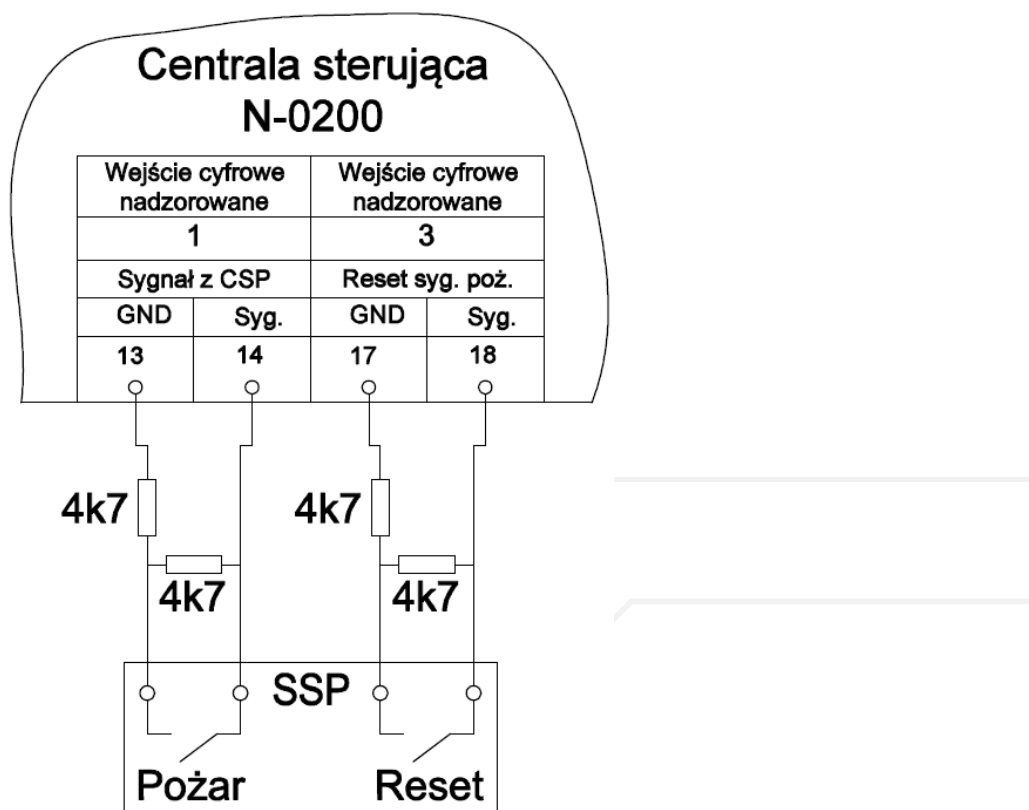 Centrala sterująca
N-0200
Wejście cyfrowe nadzorowane
Wejście cyfrowe nadzorowane
1
3
Sygnał z CSP
Reset syg. poż.
GND
Syg.
GND
Syg.
13
14
17
18
4k7
4k7
4k7
4k7
SSP
Pożar
Reset